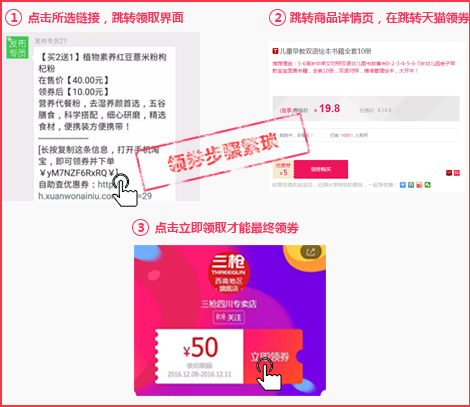 ① 点击所选链接，跳转领取界面
发布专员
发布专员27
【买2送1】植物素养红豆薏米粉枸
杞粉
在售价【40.00元】
领券后【10.00元】
营养代餐粉，去湿养颜首选，五谷
膳食，科学搭配，细心研磨，精选
食材，便携装方便携带！
[长按复制这条信息，打开手机淘
宝，即可领券并下单
￥yM7NZF6RxRQ￥]
自助查优惠券：http
h.xuanwonainiu.com =29
② 跳转商品详情页，在跳转天猫领券
儿童早教双语绘本书籍全套10册
¥ 19.8
优惠券
¥ 5
领券购买
领券步骤繁琐
③ 点击立即领取才能最终领券
三枪
THREEGUN
西南地区
旗舰店
三枪四川专卖店
关注
¥50
使用期限
2016.12.09-2016.12.11
立即领券